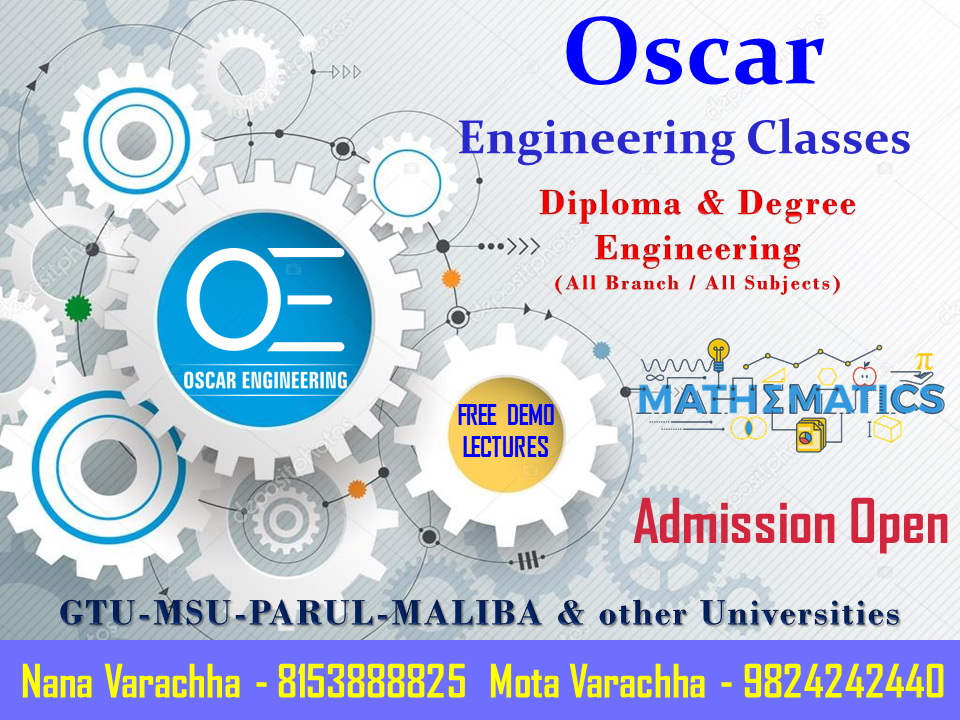 Oscar
Engineering Classes
Diploma & Degree
Engineering
(All Branch / All Subjects)
OE
OSCAR ENGINEERING
FREE DEMO
LECTURES
π
∞
MATHΣMATICS
Admission Open
GTU-MSU-PARUL-MALIBA & other Universities
Nana Varachha - 8153888825 Mota Varachha - 9824242440